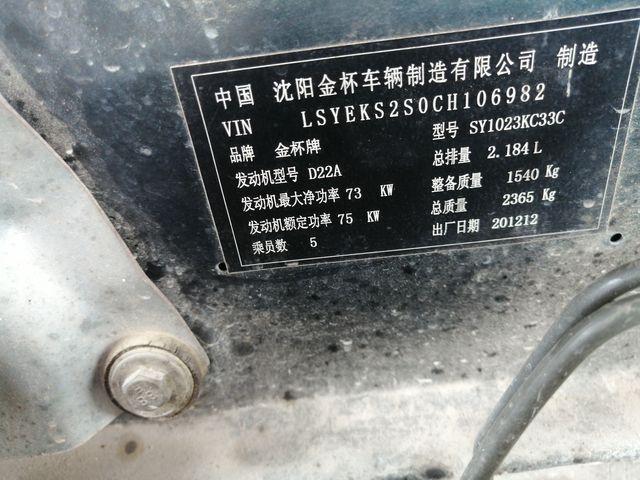 中国 沈阳金杯车辆制造有限公司 制造
VIN LSYEKS2S0CH106982
品牌 金杯牌 型号 SY1023KC33C
发动机型号 D22A 总排量 2.184 L
发动机最大净功率 73 KW 整备质量 1540 Kg
发动机额定功率 75 KW 总质量 2365 Kg
乘员数 5 出厂日期 201212